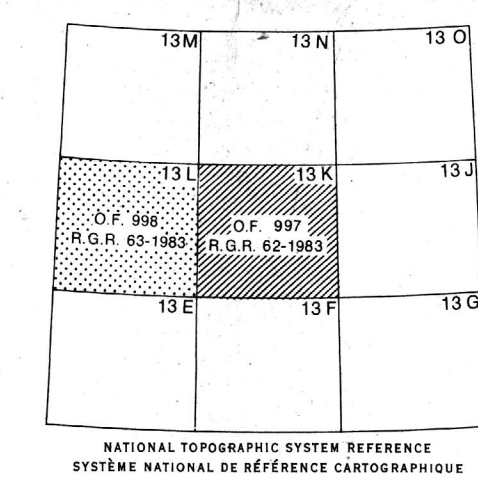 13M
13 N
13 O
13 L
13 K
13 J
O.F. 998
R.G.R. 63-1983
O.F. 997
R.G.R. 62-1983
13 E
13 F
13 G
NATIONAL TOPOGRAPHIC SYSTEM REFERENCE
SYSTÈME NATIONAL DE RÉFÉRENCE CARTOGRAPHIQUE